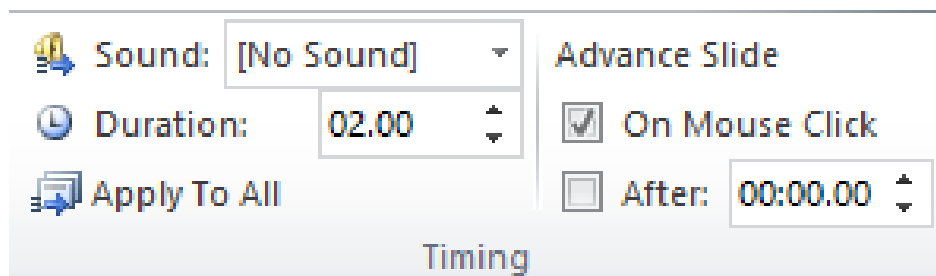 Sound: [No Sound]
Duration: 02.00
Apply To All
Advance Slide
On Mouse Click
After: 00:00.00
Timing